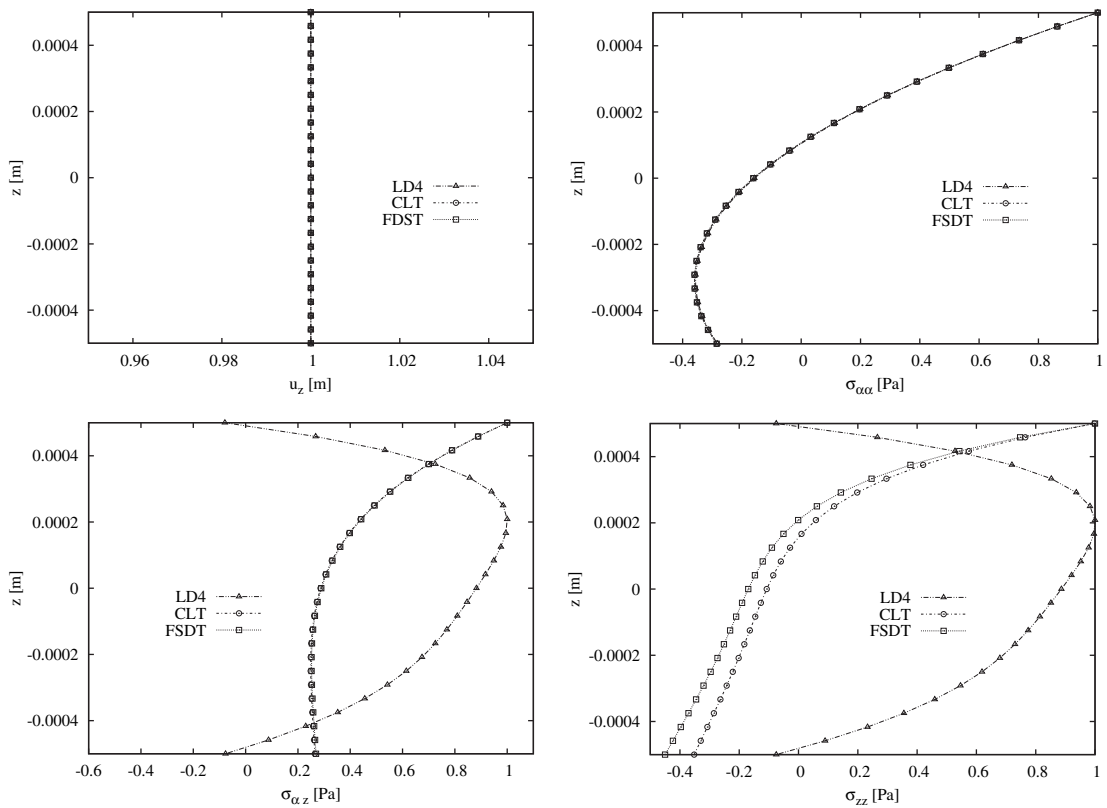 0.0004
0.0002
0
-0.0002
-0.0004
z [m]
LD4
CLT
FDST
0.96
0.98
1
1.02
1.04
u_z [m]
0.0004
0.0002
0
-0.0002
-0.0004
z [m]
LD4
CLT
FSDT
-0.4
-0.2
0
0.2
0.4
0.6
0.8
1
σ_αα [Pa]
0.0004
0.0002
0
-0.0002
-0.0004
z [m]
LD4
CLT
FSDT
-0.6
-0.4
-0.2
0
0.2
0.4
0.6
0.8
1
σ_αz [Pa]
0.0004
0.0002
0
-0.0002
-0.0004
z [m]
LD4
CLT
FSDT
-0.4
-0.2
0
0.2
0.4
0.6
0.8
1
σ_zz [Pa]